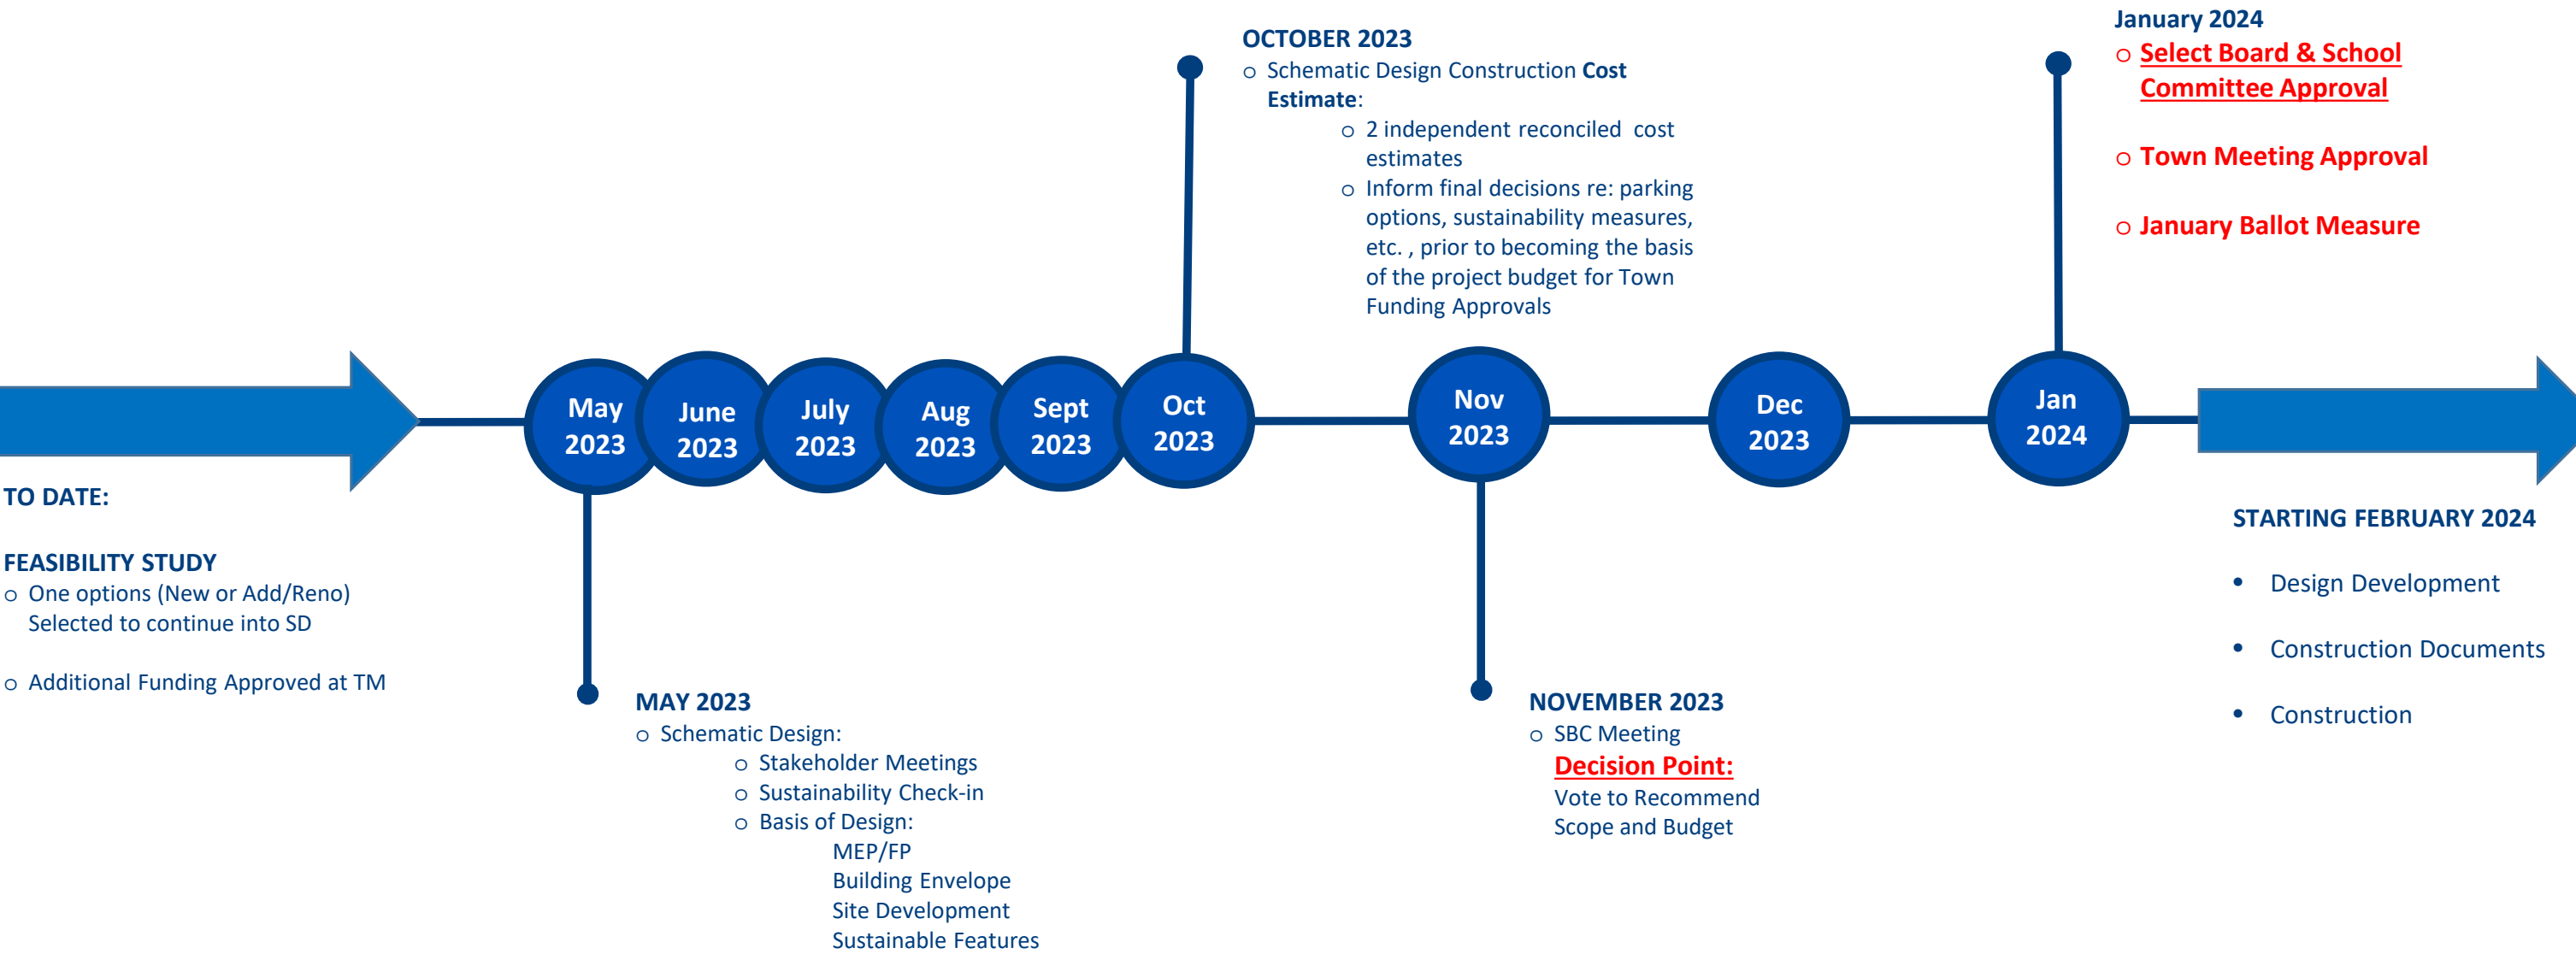 January 2024
o Select Board & School
Committee Approval
o Town Meeting Approval
o January Ballot Measure
OCTOBER 2023
o Schematic Design Construction Cost
Estimate:
o 2 independent reconciled cost
estimates
o Inform final decisions re: parking
options, sustainability measures,
etc. , prior to becoming the basis
of the project budget for Town
Funding Approvals
May
2023
June
2023
July
2023
Aug
2023
Sept
2023
Oct
2023
Nov
2023
Dec
2023
Jan
2024
TO DATE:
FEASIBILITY STUDY
o One options (New or Add/Reno)
Selected to continue into SD
o Additional Funding Approved at TM
MAY 2023
o Schematic Design:
o Stakeholder Meetings
o Sustainability Check-in
o Basis of Design:
MEP/FP
Building Envelope
Site Development
Sustainable Features
NOVEMBER 2023
o SBC Meeting
Decision Point:
Vote to Recommend
Scope and Budget
STARTING FEBRUARY 2024
• Design Development
• Construction Documents
• Construction